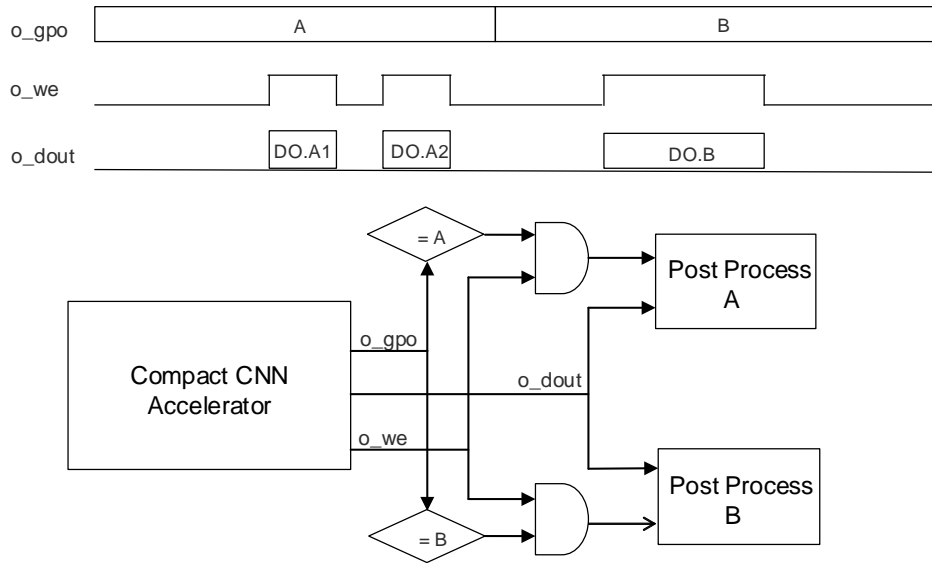 o_gpo
A
B
o_we
o_dout
DO.A1
DO.A2
DO.B
= A
Post Process
A
o_gpo
Compact CNN
Accelerator
o_dout
o_we
Post Process
B
= B